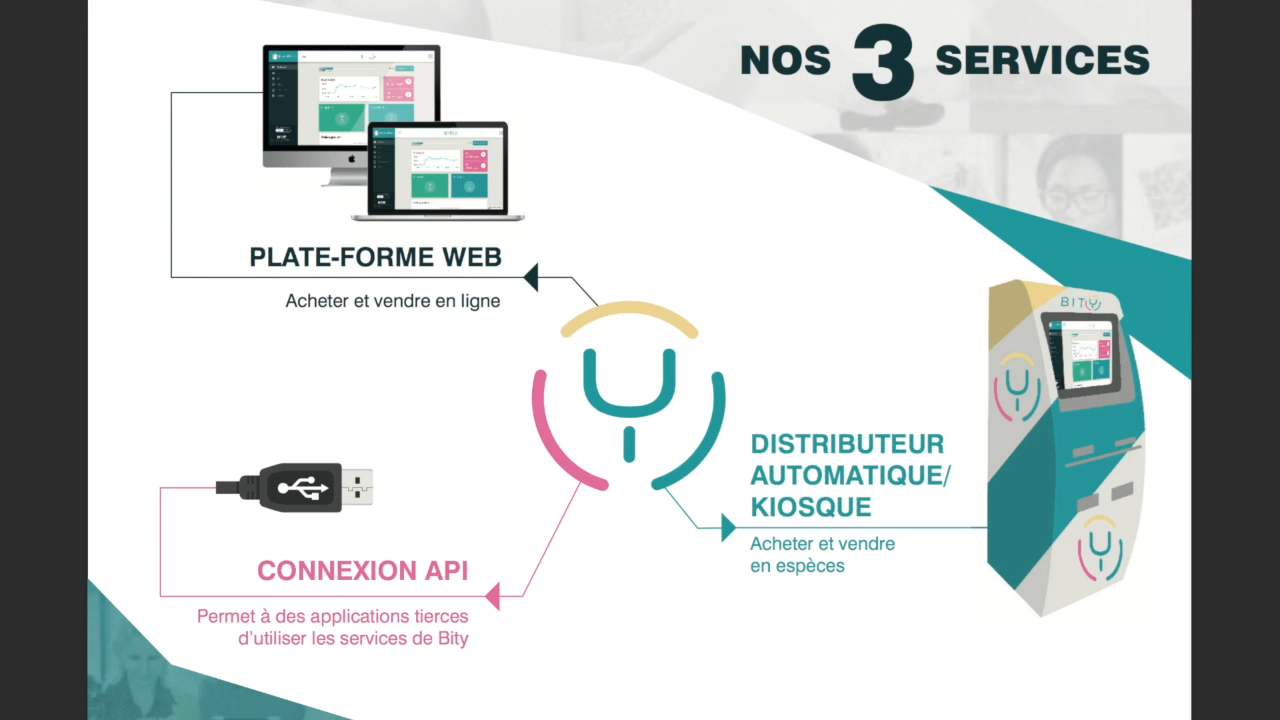 NOS 3 SERVICES
PLATE-FORME WEB
Acheter et vendre en ligne
BITY
DISTRIBUTEUR
AUTOMATIQUE/
KIOSQUE
Acheter et vendre
en espèces
CONNEXION API
Permet à des applications tierces
d'utiliser les services de Bity